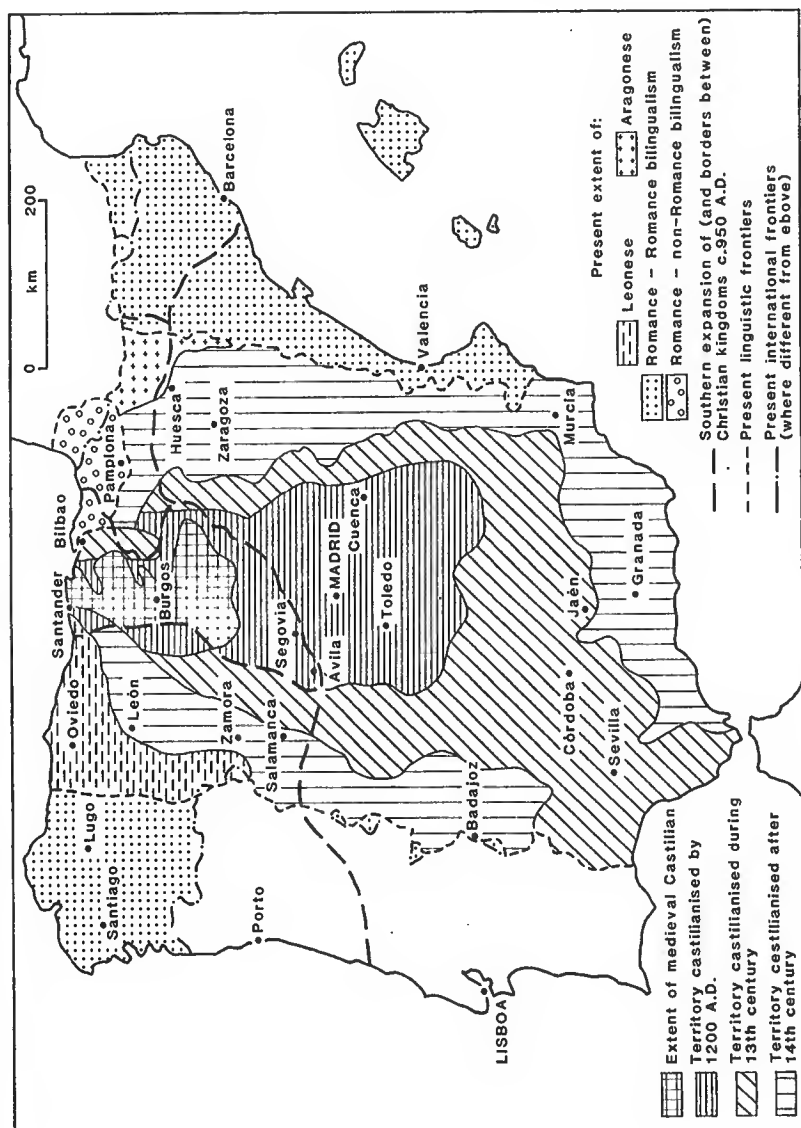 km
0 200
Santander
Bilbao
Pamplona
Oviedo
Lugo
Santiago
León
Burgos
Huesca
Zaragoza
Barcelona
Zamora
Salamanca
Segovia
Avila
MADRID
Cuenca
Toledo
Porto
Valencia
Badajoz
LISBOA
Córdoba
Sevilla
Jaén
Murcia
Granada
Extent of medieval Castilian
Territory castilianised by
1200 A.D.
Territory castilianised during
13th century
Territory cestilianised after
14th century
Present extent of:
Leonese
Aragonese
Romance – Romance bilingualism
Romance – non-Romance bilingualism
Southern expansion of (and borders between)
Christian kingdoms c.950 A.D.
Present linguistic frontiers
Present international frontiers
(where different from ebove)